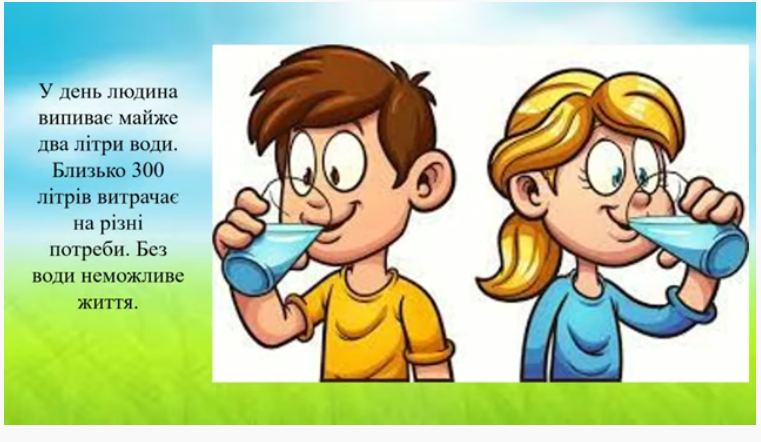 У день людина
випиває майже
два літри води.
Близько 300
літрів витрачає
на різні
потреби. Без
води неможливе
життя.